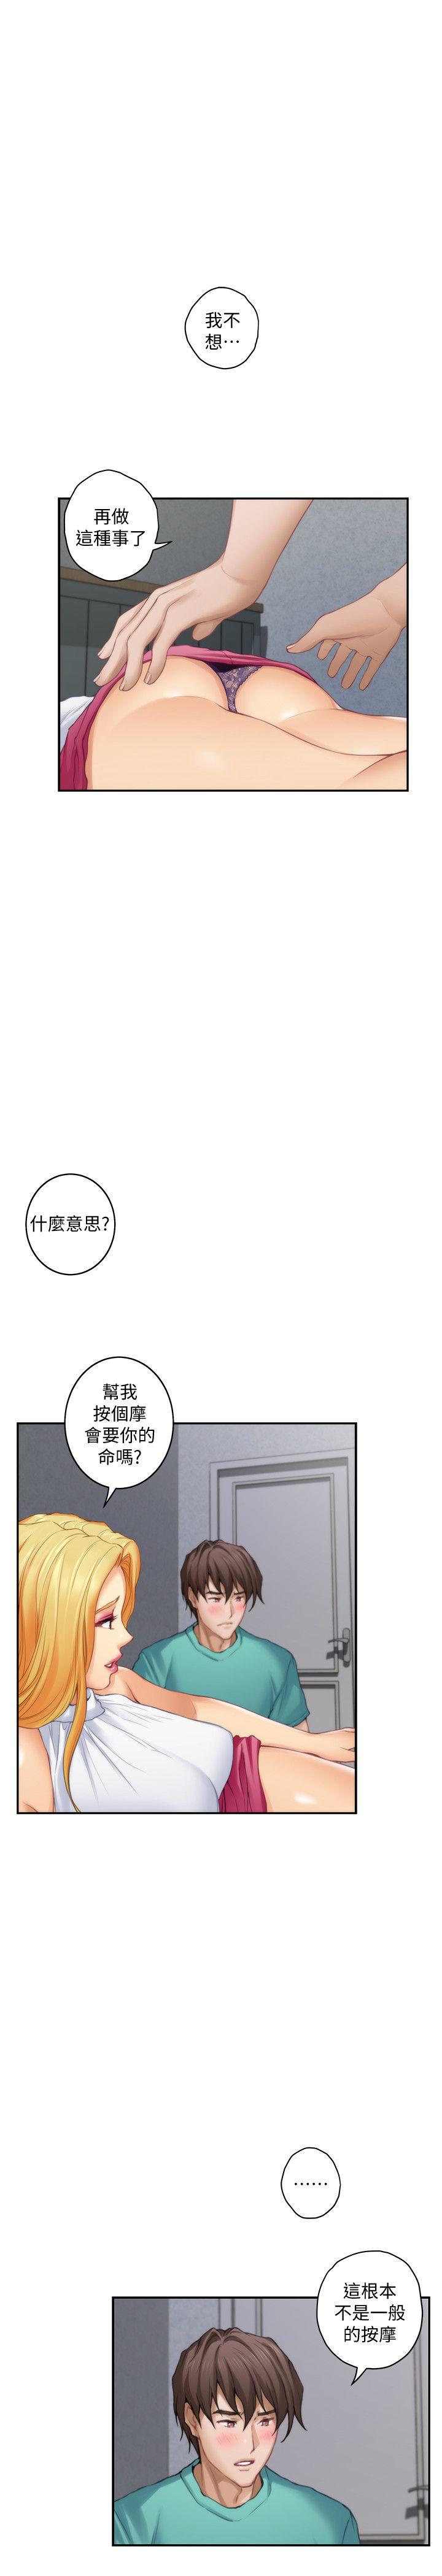 我不
想⋯
再做
這種事了
什麼意思?
幫我
按個摩
會要你的
命嗎?
⋯⋯
這根本
不是一般
的按摩